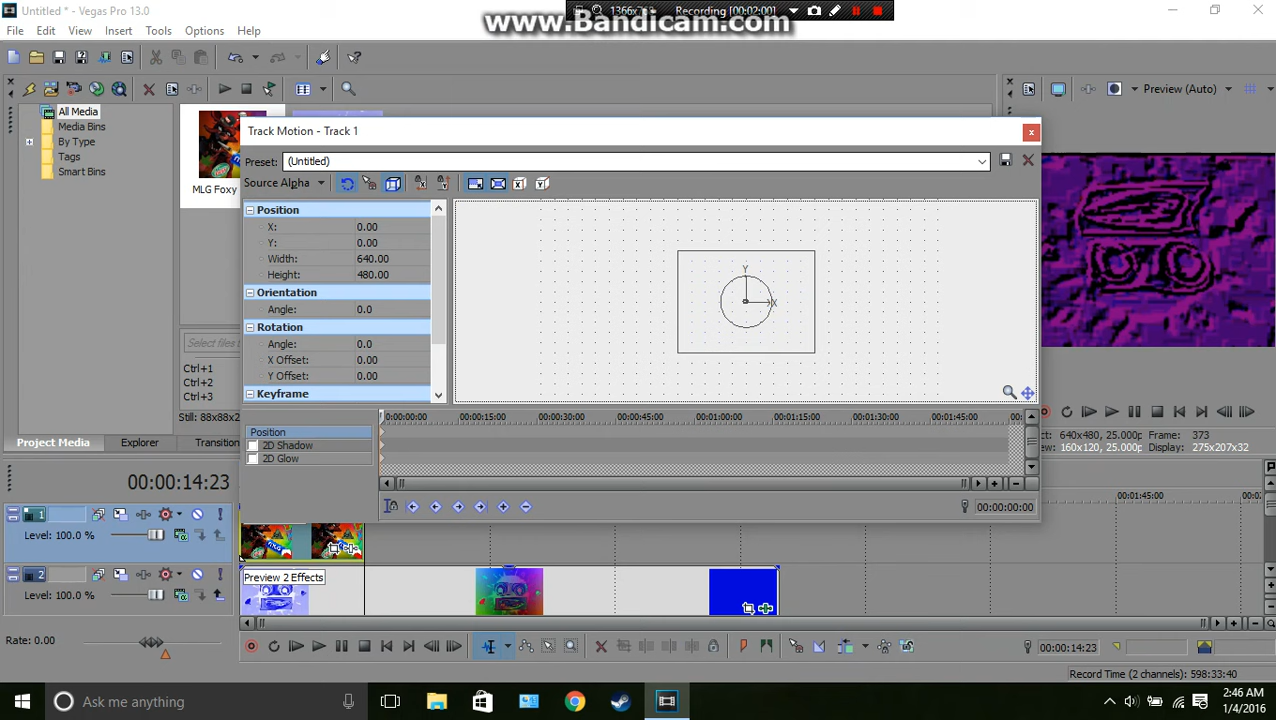 Untitled * - Vegas Pro 13.0
www.Bandicam.com
Recording [00:02:00]
File Edit View Insert Tools Options Help
Preview (Auto)
All Media
Media Bins
By Type
Tags
Smart Bins
MLG Foxy
Track Motion - Track 1
Preset: (Untitled)
Source Alpha
Position
X: 0.00
Y: 0.00
Width: 640.00
Height: 480.00
Orientation
Angle: 0.0
Rotation
Angle: 0.0
X Offset: 0.00
Y Offset: 0.00
Keyframe
Y
X
Select files
Ctrl+1
Ctrl+2
Ctrl+3
Still: 88x88x2
Project Media Explorer Transition
0:00:00:00 00:00:15:00 00:00:30:00 00:00:45:00 00:01:00:00 00:01:15:00 00:01:30:00 00:01:45:00 00:
Position
2D Shadow
2D Glow
00:00:00:00
ct: 640x480, 25.000p Frame: 373
ew: 160x120, 25.000p Display: 275x207x32
00:00:14:23
00:01:45:00 00:0
1
Level: 100.0 %
2
Level: 100.0 %
Preview 2 Effects
Rate: 0.00
00:00:14:23
Record Time (2 channels): 598:33:40
Ask me anything
2:46 AM
1/4/2016